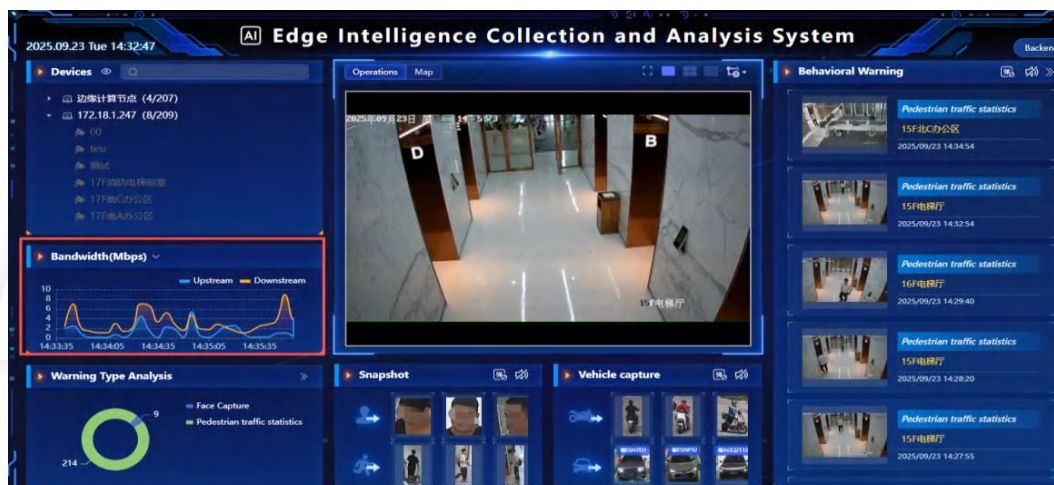 AI Edge Intelligence Collection and Analysis System
2025.09.23 Tue 14:32:47
Backen
Devices
边缘计算节点 (4/207)
172.18.1.247 (8/209)
00
test
测试
17F消防电梯前室
17F南C办公区
17F南A办公区
Bandwidth(Mbps)
Upstream
Downstream
10
8
6
4
2
0
14:33:35 14:34:05 14:34:35 14:35:05 14:35:35
Warning Type Analysis
Face Capture
Pedestrian traffic statistics
9
214
Operations Map
2025年09月23日
D
B
15F电梯厅
Snapshot
Vehicle capture
Behavioral Warning
Pedestrian traffic statistics
15F北C办公区
2025/09/23 14:34:54
Pedestrian traffic statistics
15F电梯厅
2025/09/23 14:32:54
Pedestrian traffic statistics
16F电梯厅
2025/09/23 14:29:40
Pedestrian traffic statistics
15F电梯厅
2025/09/23 14:28:20
Pedestrian traffic statistics
15F电梯厅
2025/09/23 14:27:55